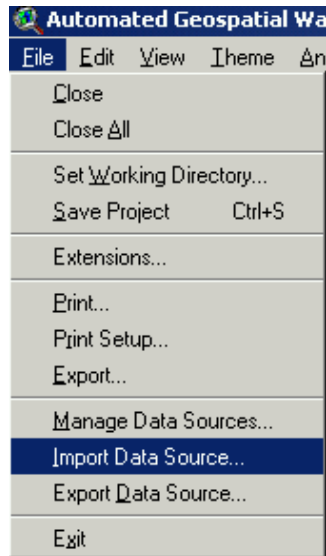 Automated Geospatial Wa
File Edit View Theme An
Close
Close All
Set Working Directory...
Save Project Ctrl+S
Extensions...
Print...
Print Setup...
Export...
Manage Data Sources...
Import Data Source...
Export Data Source...
Exit